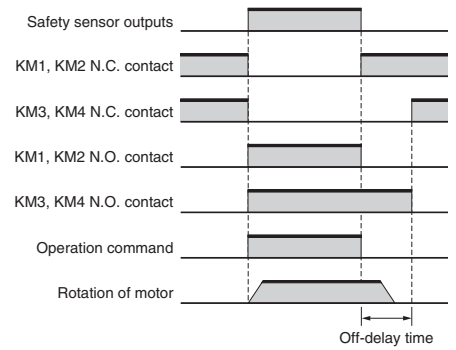 Safety sensor outputs
KM1, KM2 N.C. contact
KM3, KM4 N.C. contact
KM1, KM2 N.O. contact
KM3, KM4 N.O. contact
Operation command
Rotation of motor
Off-delay time